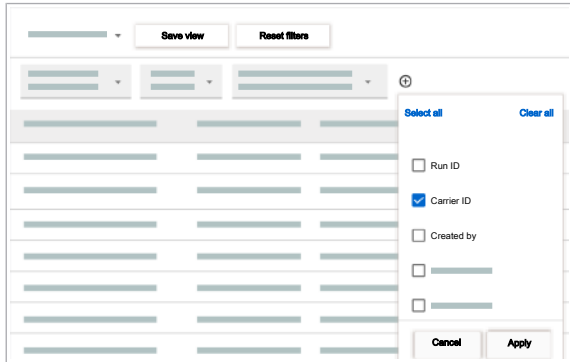 Save view Reset filters
Select all Clear all
Run ID
Carrier ID
Created by
Cancel Apply